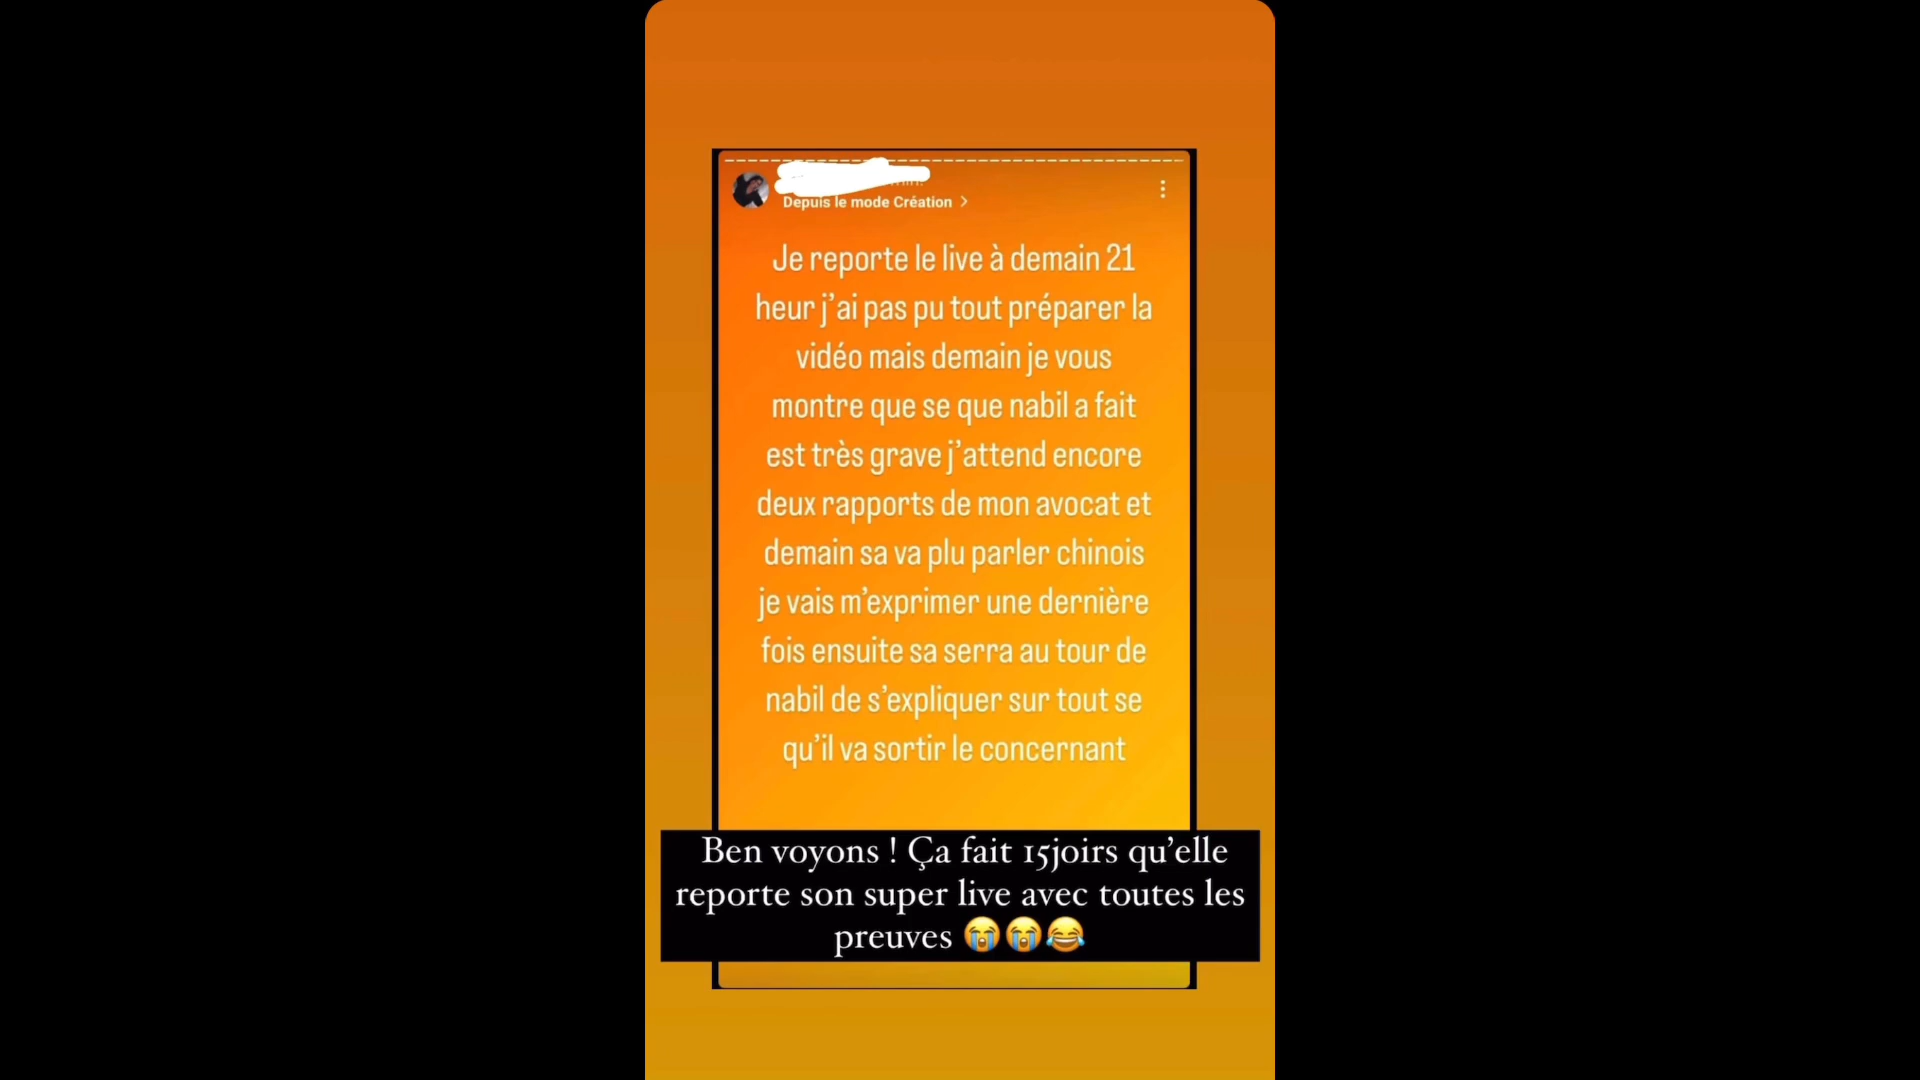 Depuis le mode Création
Je reporte le live à demain 21
heur j'ai pas pu tout préparer la
vidéo mais demain je vous
montre que se que nabil a fait
est très grave j'attend encore
deux rapports de mon avocat et
demain sa va plu parler chinois
je vais m'exprimer une dernière
fois ensuite sa serra au tour de
nabil de s'expliquer sur tout se
qu'il va sortir le concernant
Ben voyons ! Ça fait 15joirs qu'elle
reporte son super live avec toutes les
preuves 😭😭😂